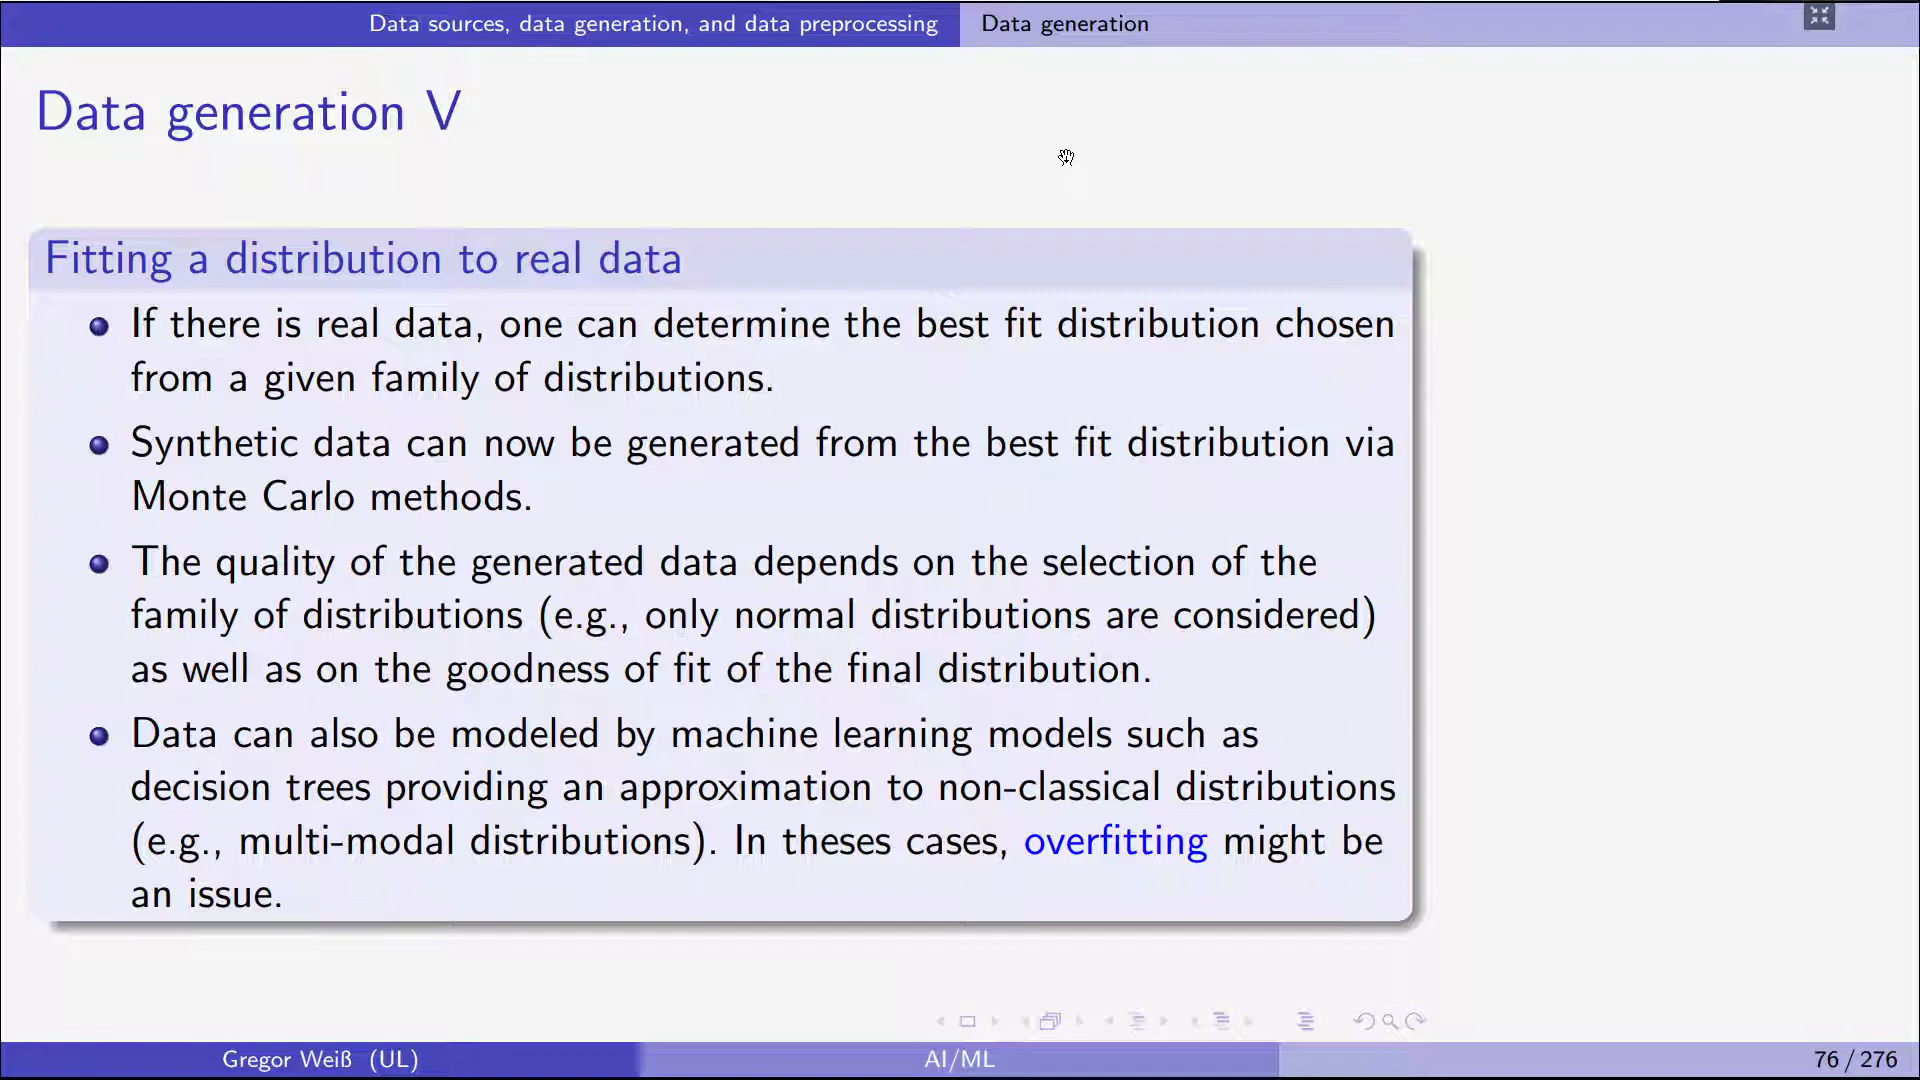 Data sources, data generation, and data preprocessing Data generation
Data generation V
Fitting a distribution to real data
If there is real data, one can determine the best fit distribution chosen
from a given family of distributions.
Synthetic data can now be generated from the best fit distribution via
Monte Carlo methods.
The quality of the generated data depends on the selection of the
family of distributions (e.g., only normal distributions are considered)
as well as on the goodness of fit of the final distribution.
Data can also be modeled by machine learning models such as
decision trees providing an approximation to non-classical distributions
(e.g., multi-modal distributions). In theses cases, overfitting might be
an issue.
Gregor Weiß (UL) AI/ML 76 / 276